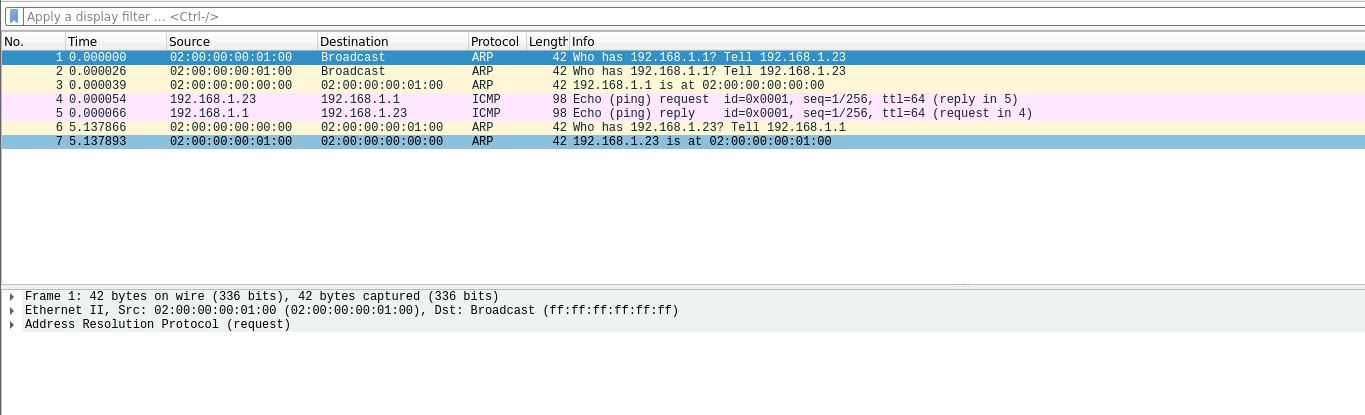 Apply a display filter ... <Ctrl-/>
No. Time Source Destination Protocol Length Info
1 0.000000 02:00:00:00:01:00 Broadcast ARP 42 Who has 192.168.1.1? Tell 192.168.1.23
2 0.000026 02:00:00:00:01:00 Broadcast ARP 42 Who has 192.168.1.1? Tell 192.168.1.23
3 0.000039 02:00:00:00:00:00 02:00:00:00:01:00 ARP 42 192.168.1.1 is at 02:00:00:00:00:00
4 0.000054 192.168.1.23 192.168.1.1 ICMP 98 Echo (ping) request id=0x0001, seq=1/256, ttl=64 (reply in 5)
5 0.000066 192.168.1.1 192.168.1.23 ICMP 98 Echo (ping) reply id=0x0001, seq=1/256, ttl=64 (request in 4)
6 5.137866 02:00:00:00:00:00 02:00:00:00:01:00 ARP 42 Who has 192.168.1.23? Tell 192.168.1.1
7 5.137893 02:00:00:00:01:00 02:00:00:00:00:00 ARP 42 192.168.1.23 is at 02:00:00:00:01:00
Frame 1: 42 bytes on wire (336 bits), 42 bytes captured (336 bits)
Ethernet II, Src: 02:00:00:00:01:00 (02:00:00:00:01:00), Dst: Broadcast (ff:ff:ff:ff:ff:ff)
Address Resolution Protocol (request)